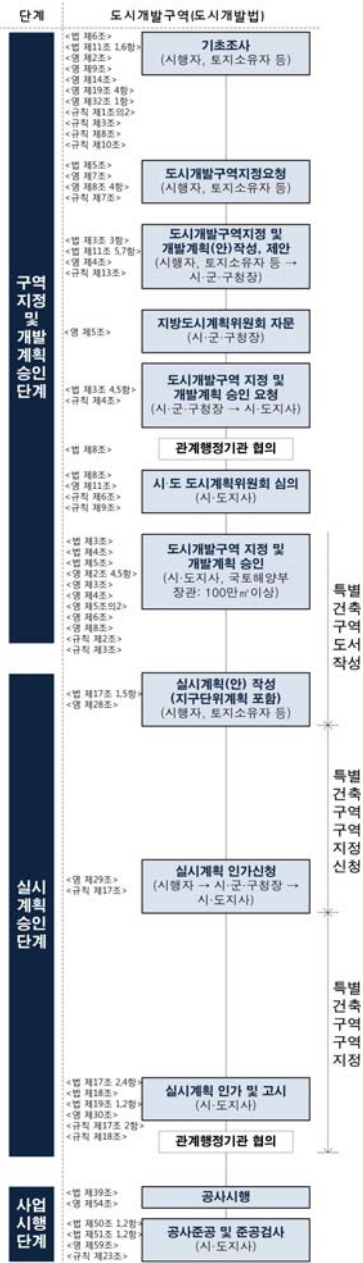 단계
도시개발구역(도시개발법)
구역
지정
및
개발
계획
승인
단계
<법 제6조>
<법 제11조 1,6항>
<영 제2조>
<영 제9조>
<영 제14조>
<영 제19조 4항>
<영 제32조 1항>
<규칙 제1조의2>
<규칙 제3조>
<규칙 제8조>
<규칙 제10조>
기초조사
(시행자, 토지소유자 등)
<법 제5조>
<영 제7조>
<영 제8조 4항>
<규칙 제7조>
도시개발구역지정요청
(시행자, 토지소유자 등)
<법 제3조 3항>
<법 제11조 5,7항>
<영 제4조>
<규칙 제13조>
도시개발구역지정 및
개발계획(안)작성, 제안
(시행자, 토지소유자 등 →
시·군·구청장)
<영 제5조>
지방도시계획위원회 자문
(시·군·구청장)
<법 제3조 4,5항>
<규칙 제4조>
도시개발구역 지정 및
개발계획 승인 요청
(시·군·구청장 → 시·도지사)
<법 제8조>
관계행정기관 협의
<법 제8조>
<영 제11조>
<규칙 제6조>
<규칙 제9조>
시·도 도시계획위원회 심의
(시·도지사)
<법 제3조>
<법 제4조>
<법 제5조>
<영 제2조 4,5항>
<영 제3조>
<영 제4조>
<영 제5조의2>
<영 제6조>
<영 제8조>
<규칙 제2조>
<규칙 제3조>
도시개발구역 지정 및
개발계획 승인
(시·도지사, 국토해양부
장관: 100만㎡이상)
특별
건축
구역
도서
작성
실시
계획
승인
단계
<법 제17조 1,5항>
<영 제28조>
실시계획(안) 작성
(지구단위계획 포함)
(시행자, 토지소유자 등)
특별
건축
구역
구역
지정
신청
<영 제29조>
<규칙 제17조>
실시계획 인가신청
(시행자 → 시·군·구청장 →
시·도지사)
특별
건축
구역
구역
지정
<법 제17조 2,4항>
<법 제18조>
<법 제19조 1,2항>
<영 제30조>
<규칙 제17조 2항>
<규칙 제18조>
실시계획 인가 및 고시
(시·도지사)
관계행정기관 협의
사업
시행
단계
<법 제39조>
<영 제54조>
공사시행
<법 제50조 1,2항>
<법 제51조 1,2항>
<영 제59조>
<규칙 제23조>
공사준공 및 준공검사
(시·도지사)